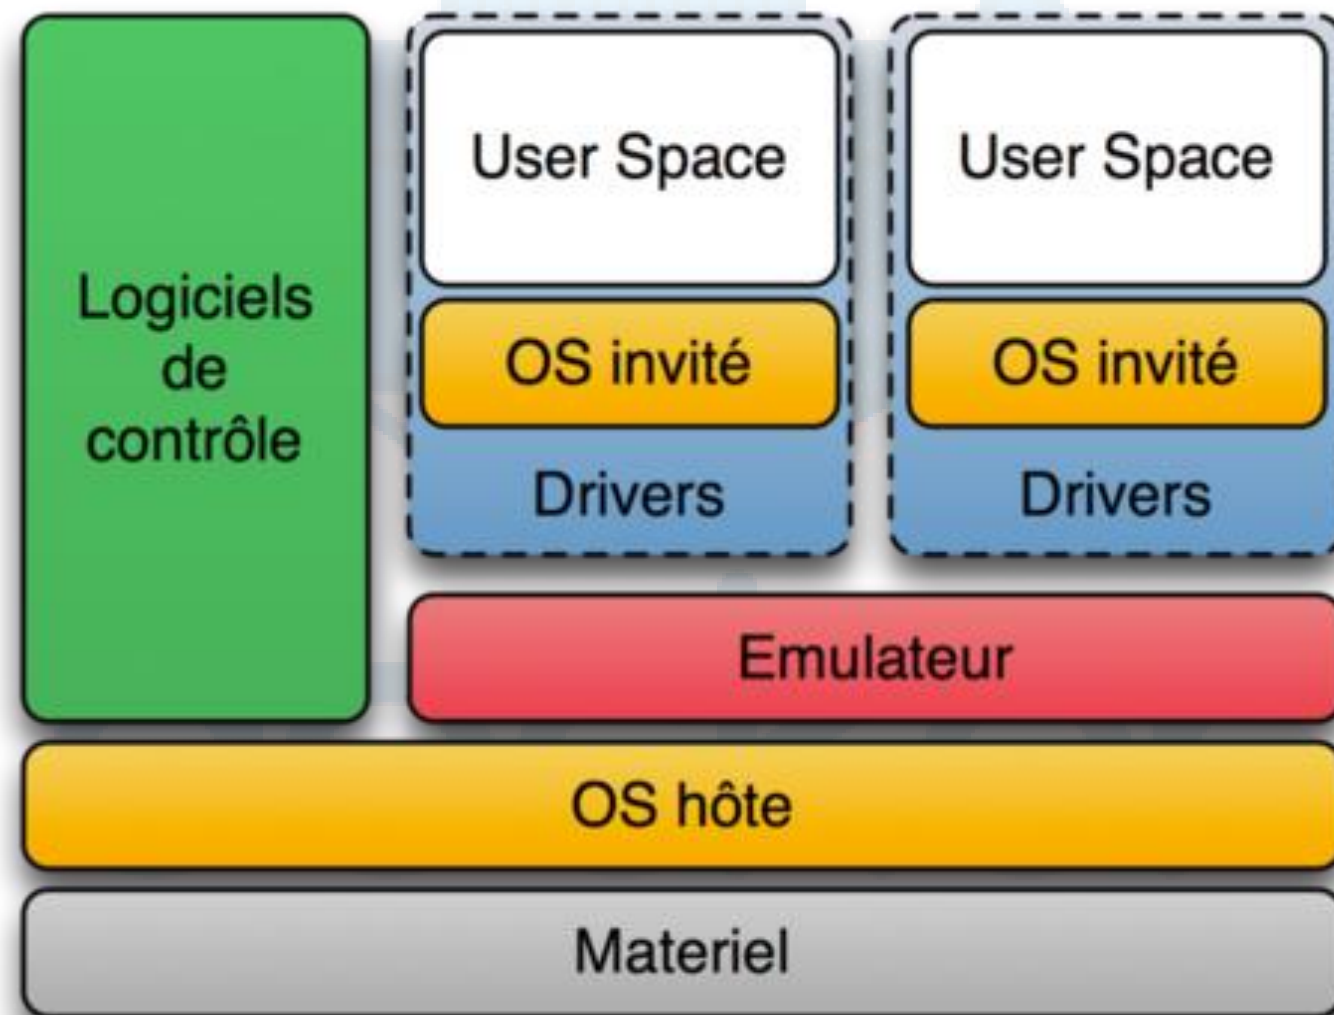 Logiciels
de
contrôle
User Space
OS invité
Drivers
User Space
OS invité
Drivers
Emulateur
OS hôte
Materiel